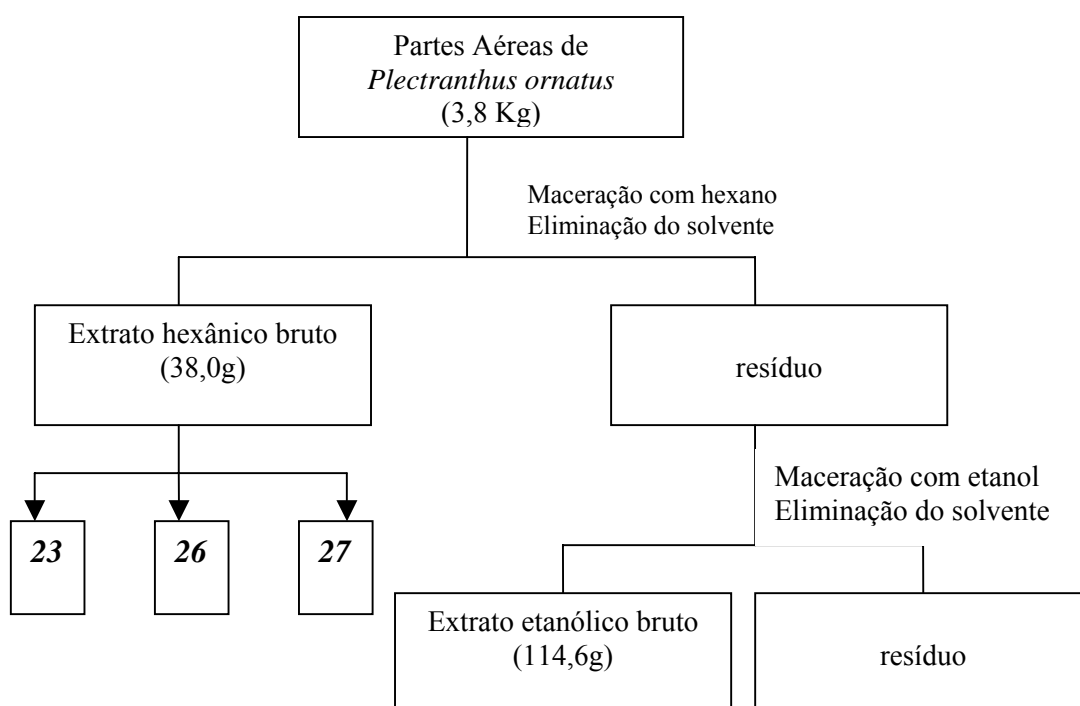 Partes Aéreas de
Plectranthus ornatus
(3,8 Kg)
Maceração com hexano
Eliminação do solvente
Extrato hexânico bruto
(38,0g)
resíduo
Maceração com etanol
Eliminação do solvente
23
26
27
Extrato etanólico bruto
(114,6g)
resíduo